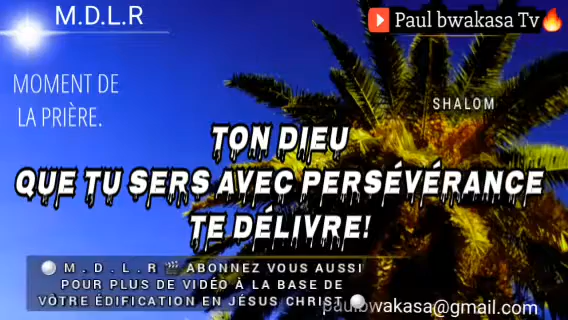 M.D.L.R
Paul bwakasa Tv🔥
MOMENT DE
LA PRIÈRE.
SHALOM
TON DIEU
QUE TU SERS AVEC PERSÉVÉRANCE
TE DÉLIVRE!
M.D.L.R 🎬 ABONNEZ VOUS AUSSI
POUR PLUS DE VIDÉO À LA BASE DE
VÔTRE ÉDIFICATION EN JÉSUS CHRIST
paulbwakasa@gmail.com